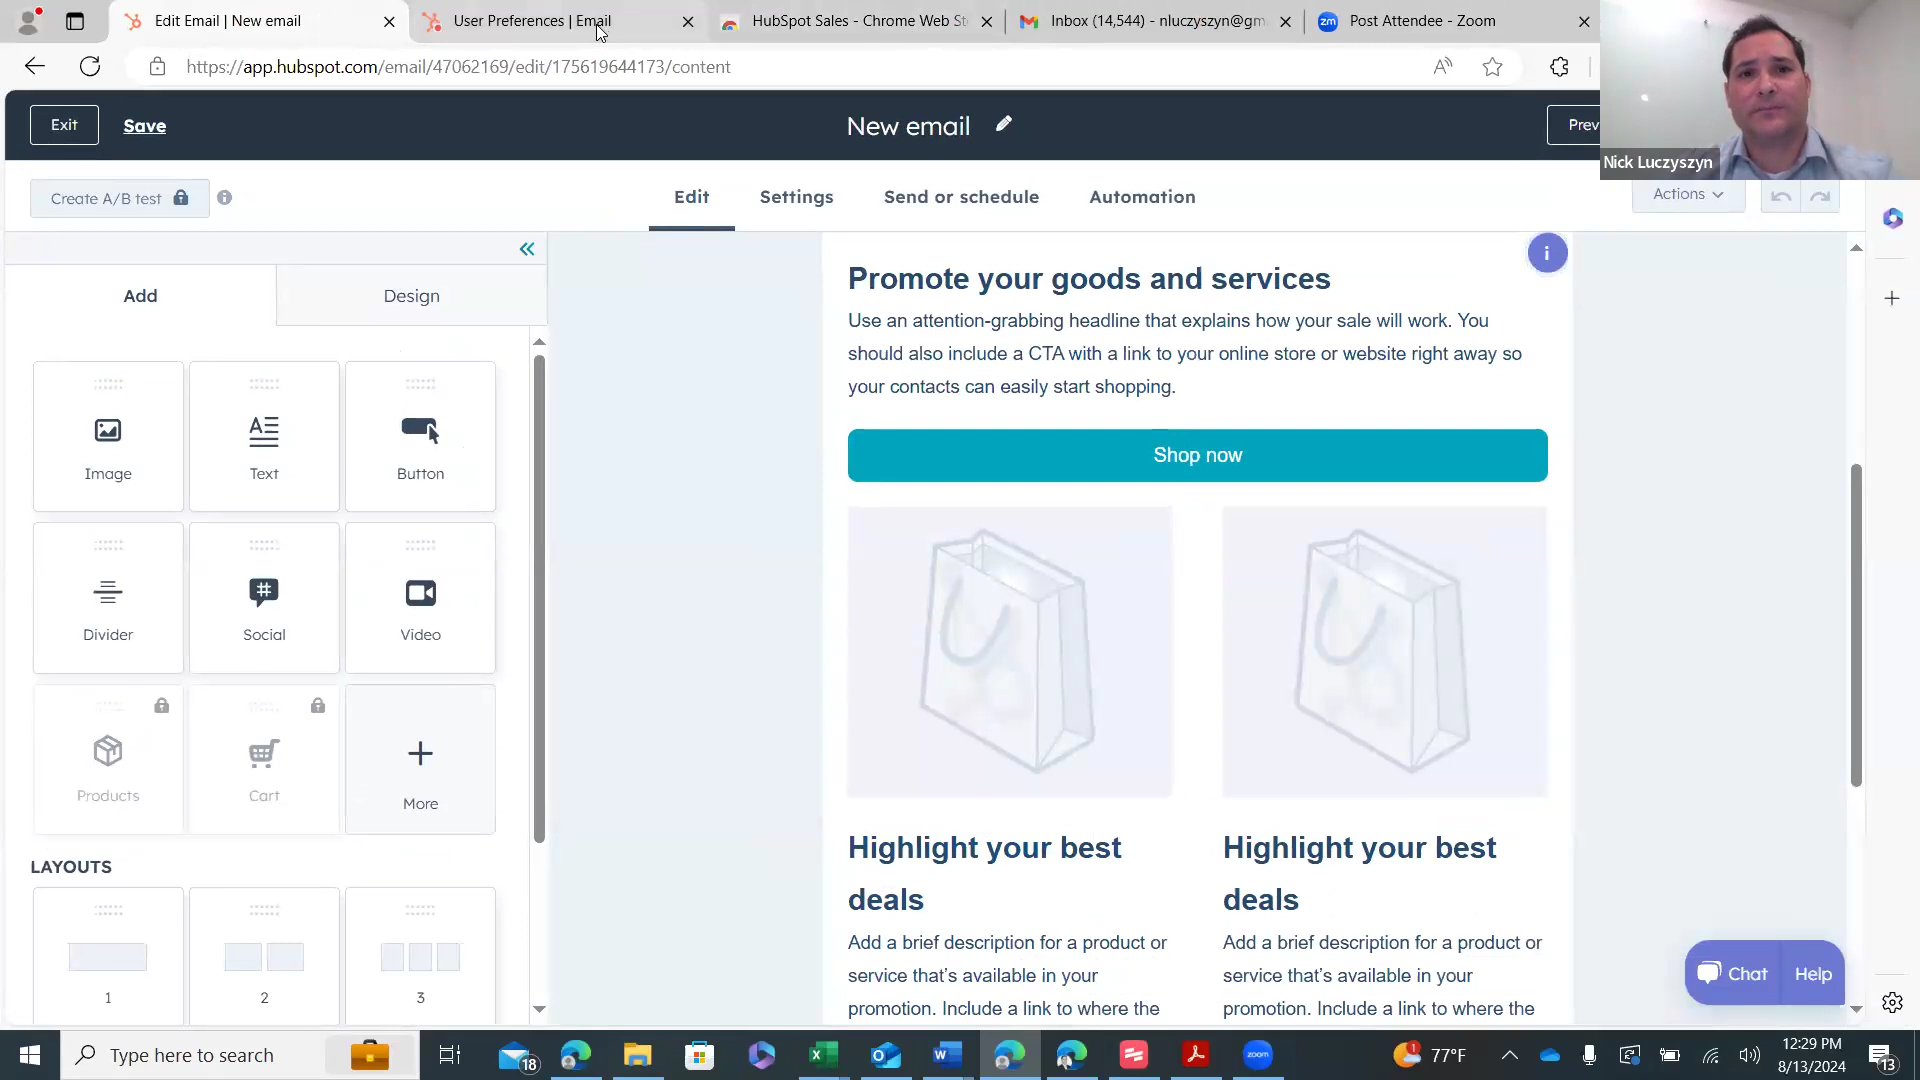 Edit Email | New email
User Preferences | Email
HubSpot Sales - Chrome Web St
Inbox (14,544) - nluczyszyn@gm
zm
Post Attendee - Zoom
https://app.hubspot.com/email/47062169/edit/175619644173/content
Exit
Save
New email
Prev
Nick Luczyszyn
Create A/B test
Edit
Settings
Send or schedule
Automation
Actions
Add
Design
Image
Text
Button
Divider
Social
Video
Products
Cart
More
LAYOUTS
1
2
3
Promote your goods and services
Use an attention-grabbing headline that explains how your sale will work. You
should also include a CTA with a link to your online store or website right away so
your contacts can easily start shopping.
Shop now
Highlight your best
deals
Add a brief description for a product or
service that's available in your
promotion. Include a link to where the
Highlight your best
deals
Add a brief description for a product or
service that's available in your
promotion. Include a link to where the
Chat
Help
Type here to search
18
zoom
77°F
12:29 PM
8/13/2024
13